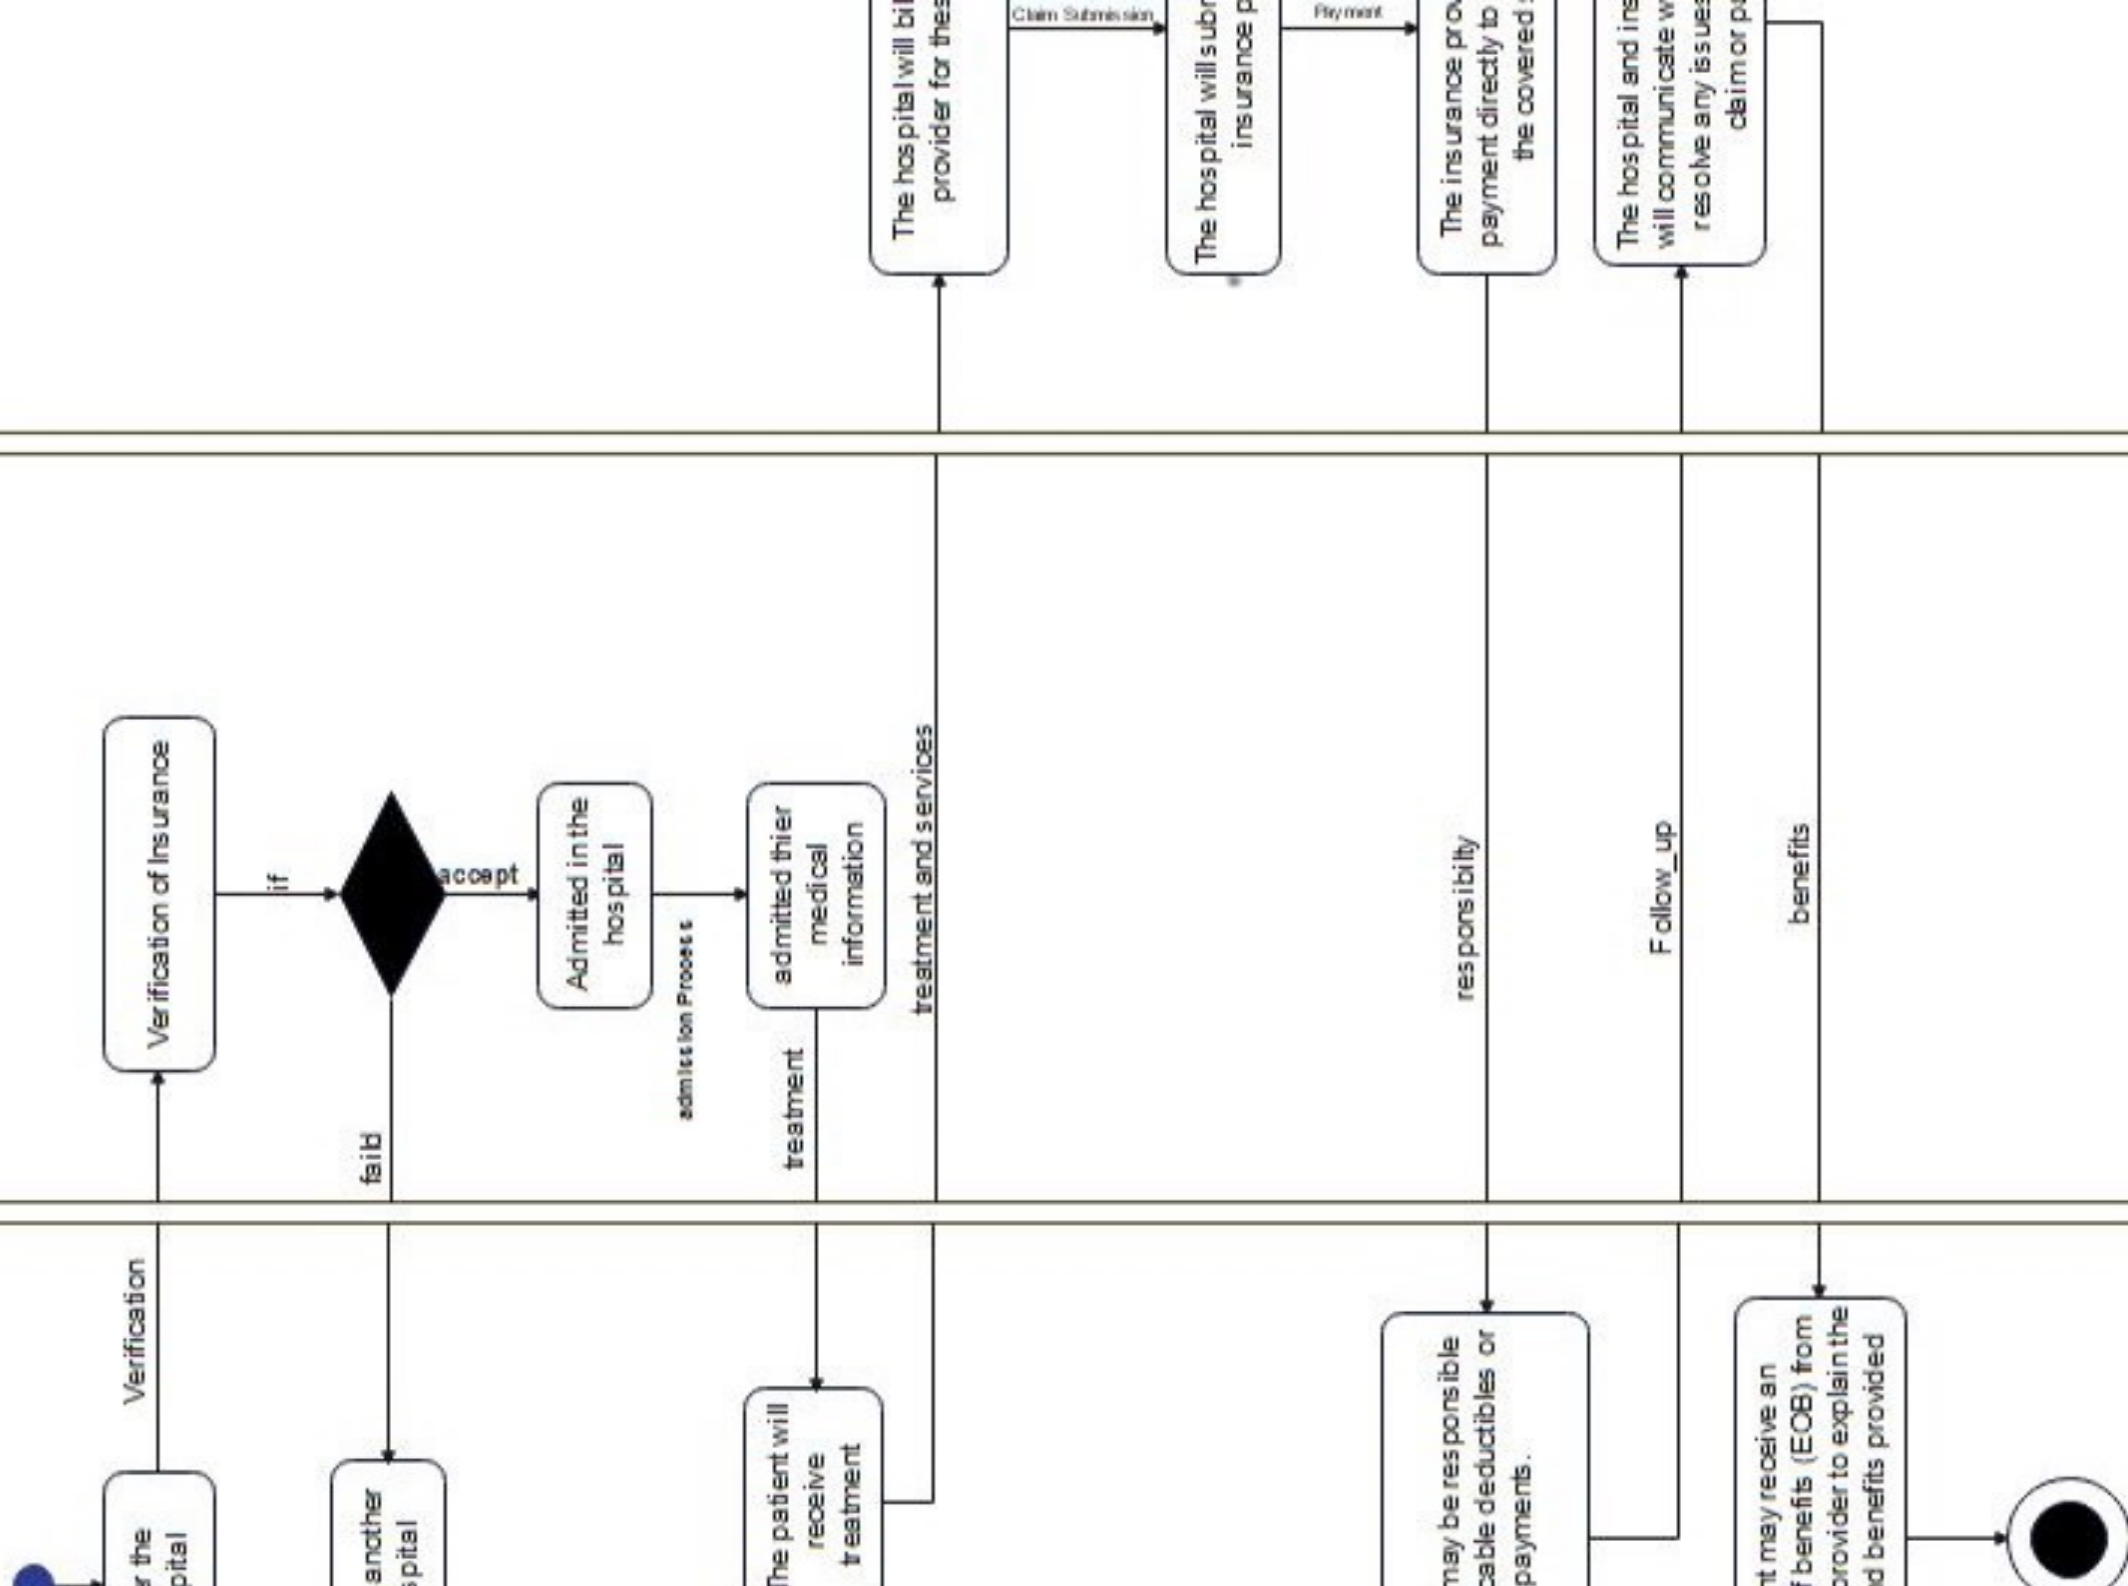 The hospital will bil
provider for thes
Claim Submission
The hospital will subr
insurance p
Payment
The insurance prov
payment directly to
the covered s
The hospital and ins
will communicate w
resolve any issues
claim or pa
Verification of Insurance
if
accept
faild
Admitted in the
hospital
admission Process
admitted thier
medical
information
treatment
treatment and services
responsibilty
Follow_up
benefits
Verification
r the
pital
another
spital
The patient will
receive
treatment
may be responsible
cable deductibles or
payments.
nt may receive an
f benefits (EOB) from
provider to explain the
nd benefits provided